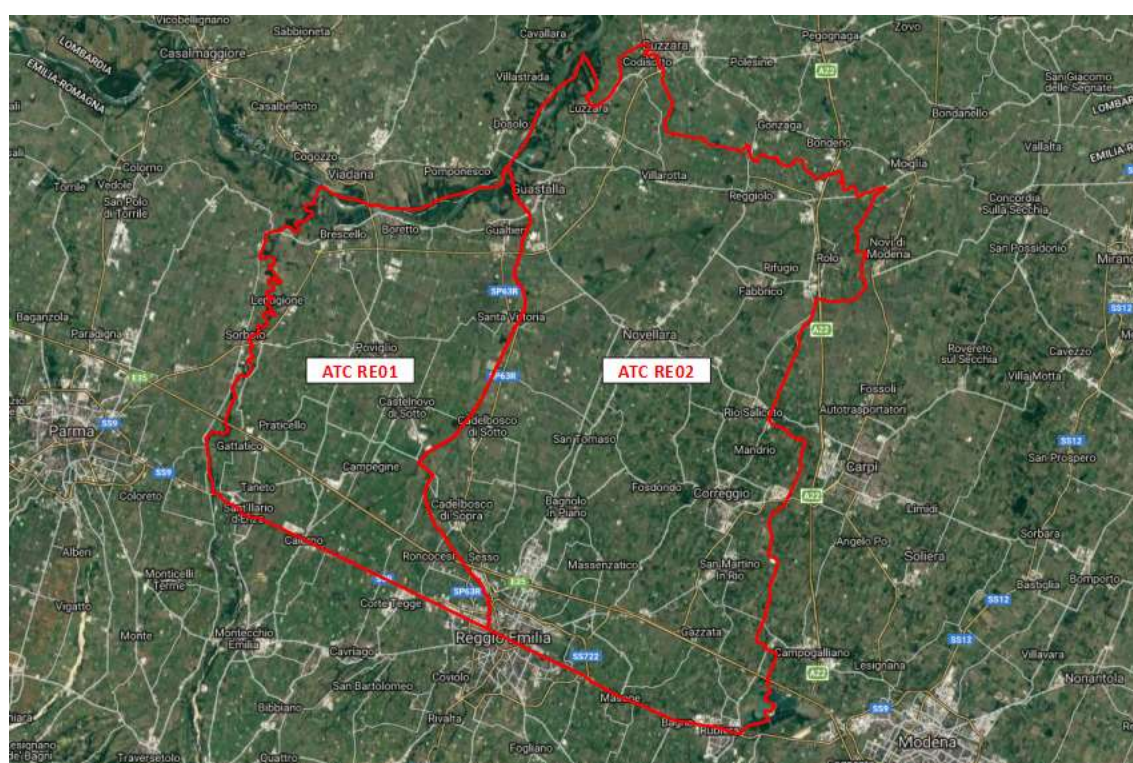 Vicobellignano
Sabbioneta
Cavallara
Zovo
Pegognaga
LOMBARDIA
Casalmaggiore
Suzzara
Codisotto
Polesine
A22
EMILIA-ROMAGNA
Villastrada
San Giacomo
delle Segnate
Casalbellotto
Luzzara
LOMBARDIA
Bondanello
Dosolo
Gonzaga
Bondeno
Vallalta
EMILIA-ROMAGNA
Colorno
Cogozzo
Viadana
Pomponesco
Moglia
Torrile
Vedole
San Polo
di Torrile
Guastalla
Villarotta
Reggiolo
Concordia
Sulla Secchia
Brescello
Boretto
Gualtieri
Novi di
Modena
San Possidonio
Rolo
Rifugio
Fabbrico
SP63R
Lentigione
Baganzola
Paradigna
Sorbolo
Santa Vittoria
Novellara
A22
SS12
Poviglio
Rovereto
sul Secchia
Cavezzo
ATC RE01
ATC RE02
SP63R
Villa Motta
E35
Castelnovo
di Sotto
Fossoli
Parma
SS9
Praticello
Cadelbosco
di Sotto
Rio Saliceto
Autotrasportatori
Gattatico
San Tomaso
Mandrio
SS12
San Prospero
SS9
Campegine
Carpi
Coloreto
Taneto
Sant'Ilario
d'Enza
Cadelbosco
di Sopra
Bagnolo
In Piano
Fosdondo
Correggio
A22
Limidi
Calerno
Sorbara
Alberi
Roncocesi
Sesso
Massenzatico
San Martino
In Rio
Angelo Po
Soliera
Monticelli
Terme
E35
Bastiglia
Bomporto
Vigatto
Corte Tegge
SP63R
SS12
Monte
Montecchio
Emilia
Reggio Emilia
Gazzata
SS12
Cavriago
SS722
Campogalliano
Villavara
Lesignana
A22
Nonantola
San Bartolomeo
Coviolo
Masone
Bibbiano
Rivalta
Bagno
SS9
Rubiera
Modena
Fogliano
Traversetolo
Quattro